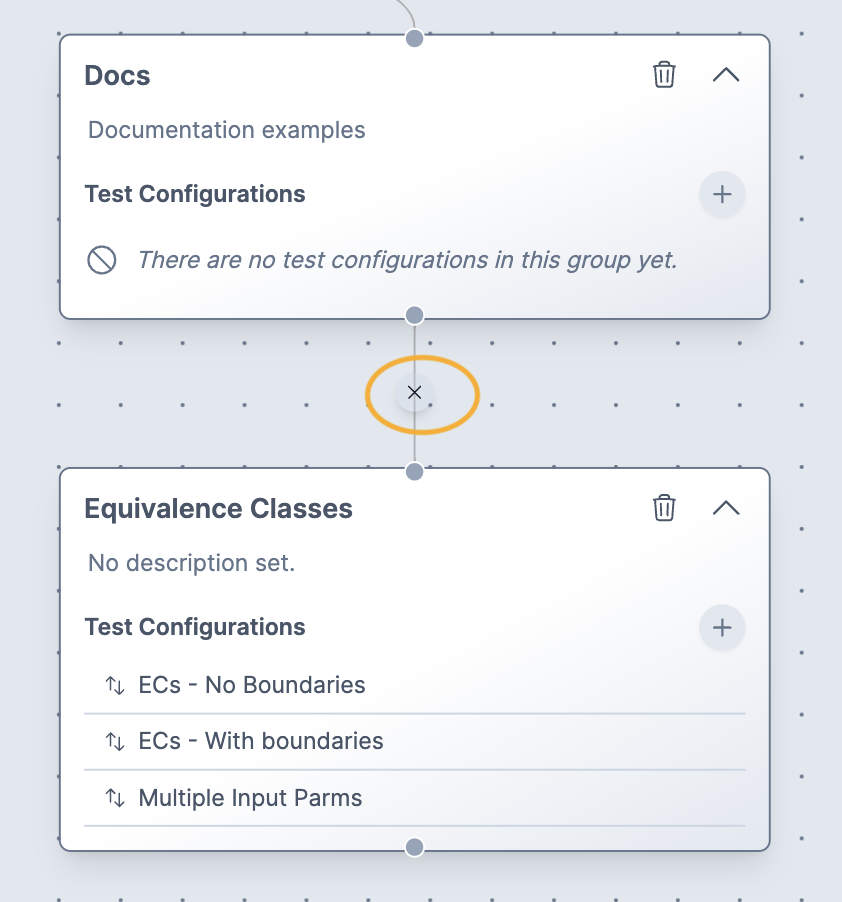 Docs
Documentation examples
Test Configurations
There are no test configurations in this group yet.
Equivalence Classes
No description set.
Test Configurations
ECs - No Boundaries
ECs - With boundaries
Multiple Input Parms